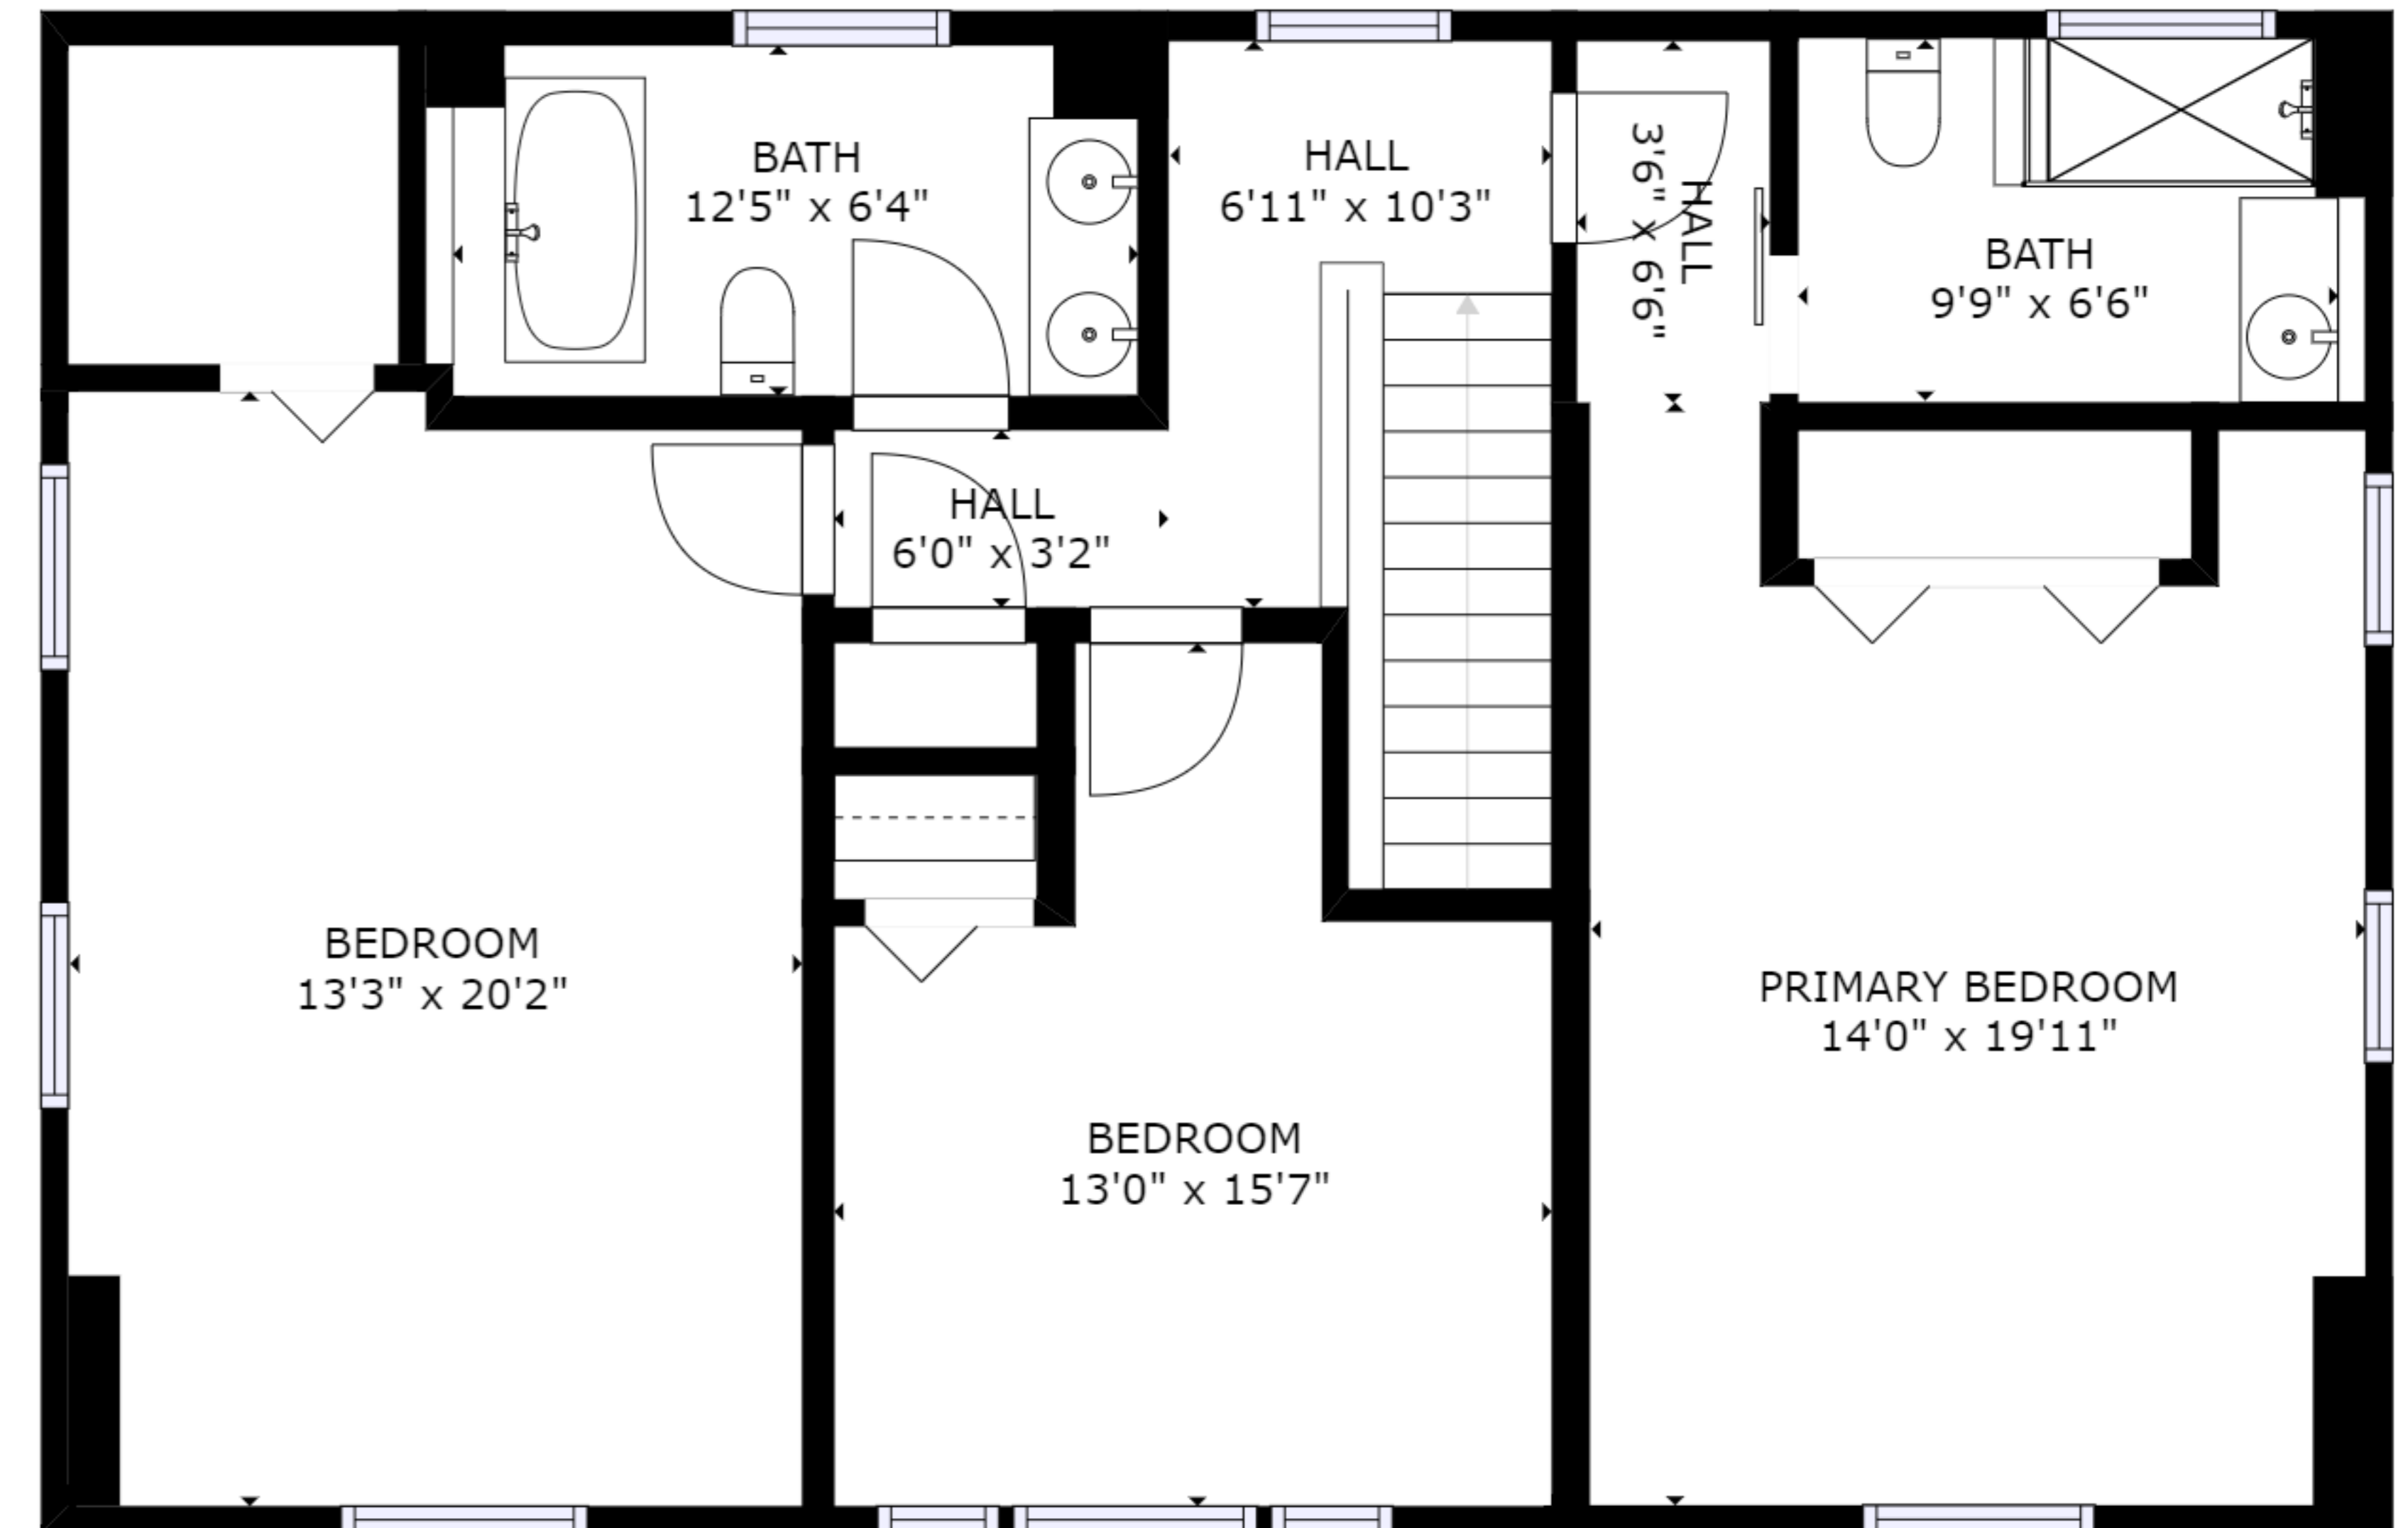 BATH
12'5" x 6'4"
HALL
6'11" x 10'3"
HALL
3'6" x 6'6"
BATH
9'9" x 6'6"
HALL
6'0" x 3'2"
BEDROOM
13'3" x 20'2"
PRIMARY BEDROOM
14'0" x 19'11"
BEDROOM
13'0" x 15'7"